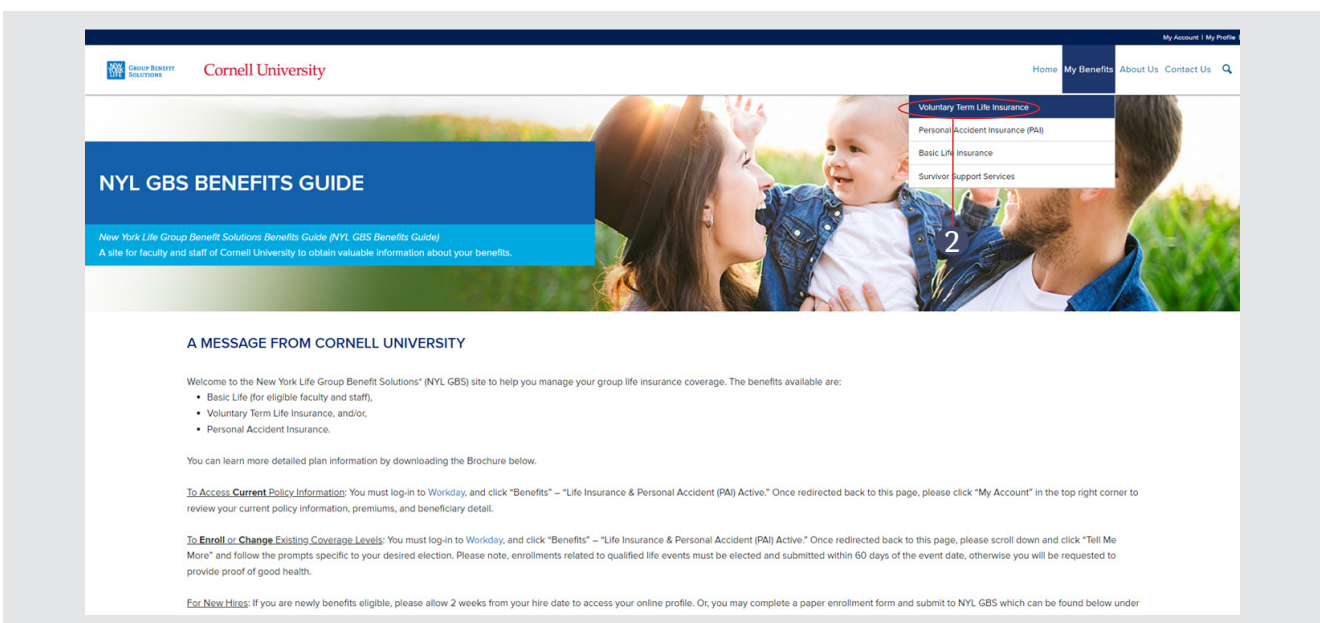 My Account | My Profile |
NEW YORK LIFE
GROUP BENEFIT SOLUTIONS
Cornell University
Home My Benefits About Us Contact Us
Voluntary Term Life Insurance
Personal Accident Insurance (PAI)
Basic Life Insurance
Survivor Support Services
2
NYL GBS BENEFITS GUIDE
New York Life Group Benefit Solutions Benefits Guide (NYL GBS Benefits Guide)
A site for faculty and staff of Cornell University to obtain valuable information about your benefits.
A MESSAGE FROM CORNELL UNIVERSITY
Welcome to the New York Life Group Benefit Solutions* (NYL GBS) site to help you manage your group life insurance coverage. The benefits available are:
• Basic Life (for eligible faculty and staff),
• Voluntary Term Life Insurance, and/or,
• Personal Accident Insurance.
You can learn more detailed plan information by downloading the Brochure below.
To Access Current Policy Information: You must log-in to Workday, and click “Benefits” – “Life Insurance & Personal Accident (PAI) Active.” Once redirected back to this page, please click “My Account” in the top right corner to
review your current policy information, premiums, and beneficiary detail.
To Enroll or Change Existing Coverage Levels: You must log-in to Workday, and click “Benefits” – “Life Insurance & Personal Accident (PAI) Active.” Once redirected back to this page, please scroll down and click “Tell Me
More” and follow the prompts specific to your desired election. Please note, enrollments related to qualified life events must be elected and submitted within 60 days of the event date, otherwise you will be requested to
provide proof of good health.
For New Hires: If you are newly benefits eligible, please allow 2 weeks from your hire date to access your online profile. Or, you may complete a paper enrollment form and submit to NYL GBS which can be found below under